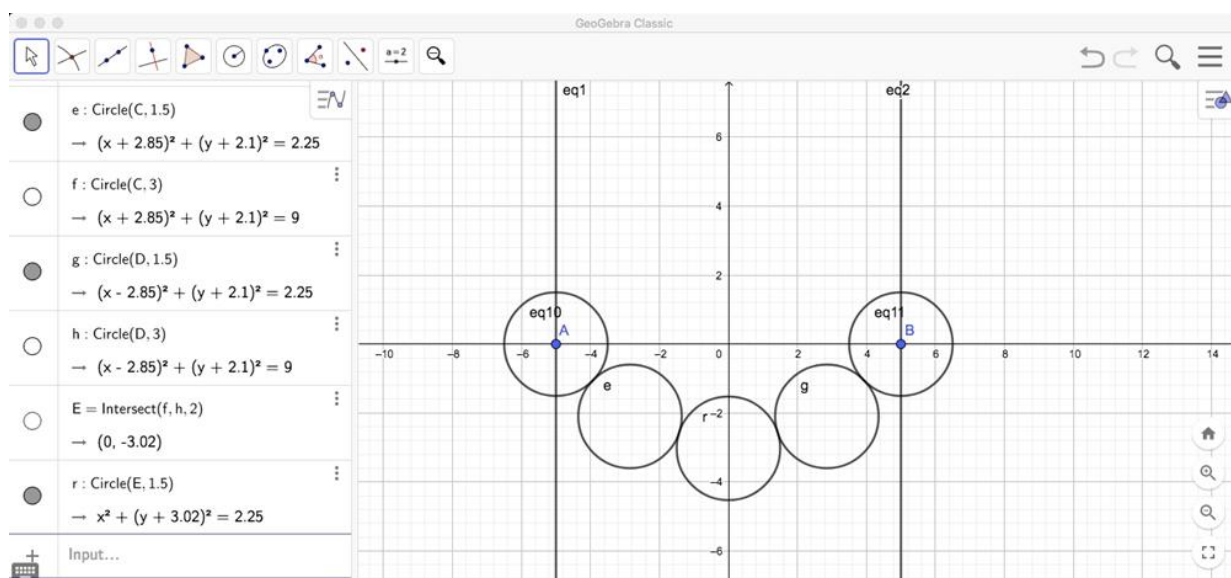 GeoGebra Classic
a=2
e : Circle(C, 1.5)
→ (x + 2.85)² + (y + 2.1)² = 2.25
f : Circle(C, 3)
→ (x + 2.85)² + (y + 2.1)² = 9
g : Circle(D, 1.5)
→ (x - 2.85)² + (y + 2.1)² = 2.25
h : Circle(D, 3)
→ (x - 2.85)² + (y + 2.1)² = 9
E = Intersect(f, h, 2)
→ (0, -3.02)
r : Circle(E, 1.5)
→ x² + (y + 3.02)² = 2.25
Input...
eq1
eq2
6
4
2
eq10
eq11
A
B
-10 -8 -6 -4 -2 0 2 4 6 8 10 12 14
e
g
r
-2
-4
-6